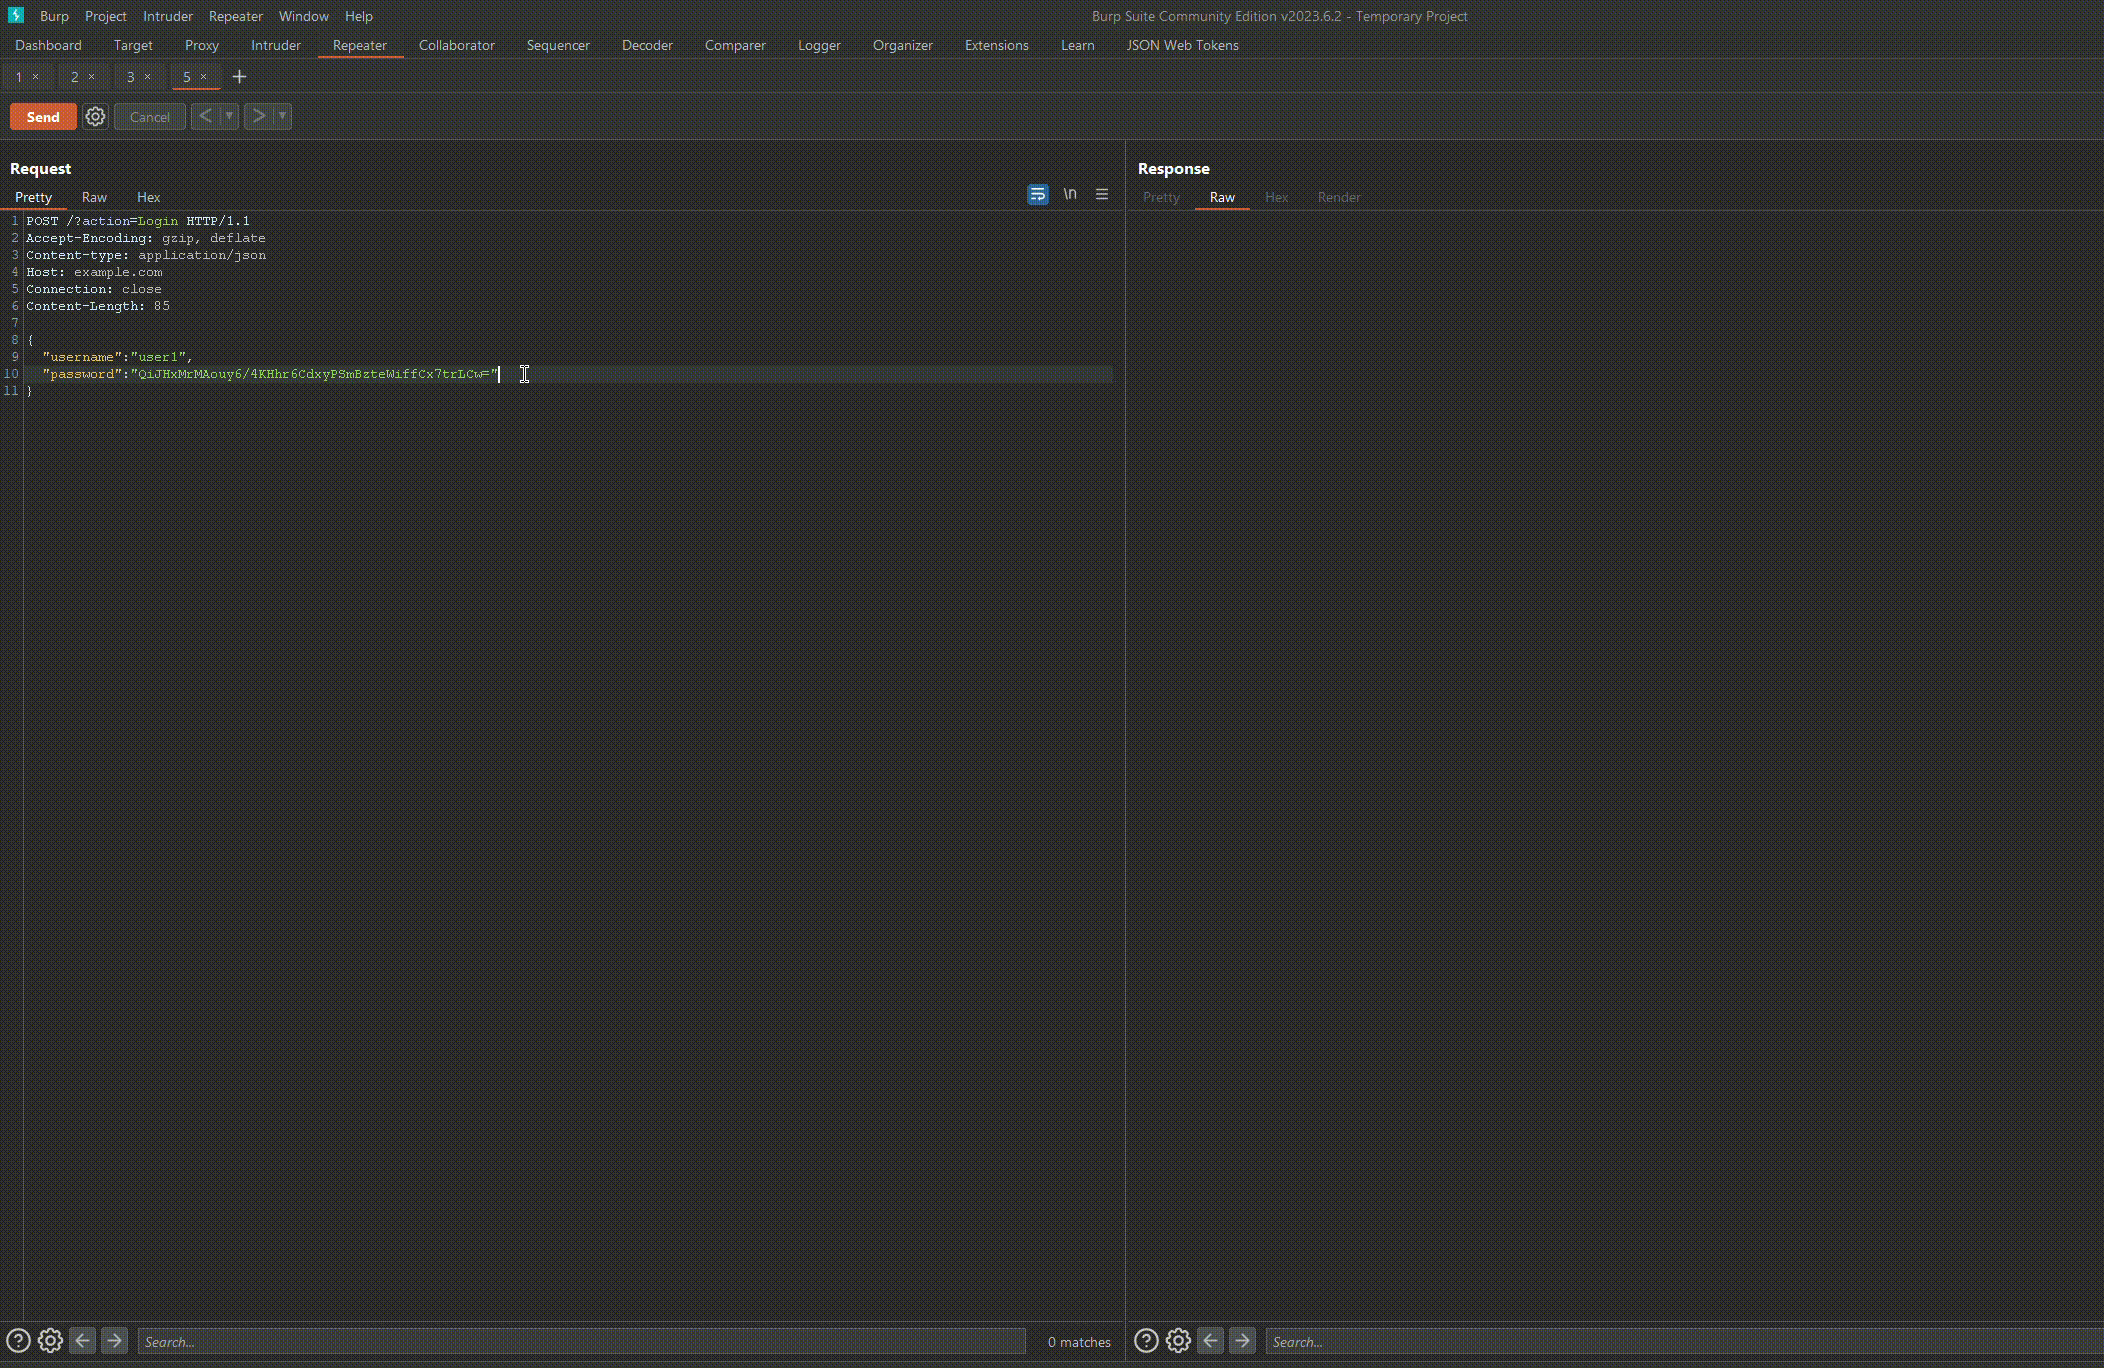 Burp Project Intruder Repeater Window Help
Burp Suite Community Edition v2023.6.2 - Temporary Project
Dashboard Target Proxy Intruder Repeater Collaborator Sequencer Decoder Comparer Logger Organizer Extensions Learn JSON Web Tokens
1 × 2 × 3 × 5 × +
Send Cancel < ▼ > ▼
Request
Pretty Raw Hex
\n
1 POST /?action=Login HTTP/1.1
2 Accept-Encoding: gzip, deflate
3 Content-type: application/json
4 Host: example.com
5 Connection: close
6 Content-Length: 85
7
8 {
9 "username":"user1",
10 "password":"QiJHxMrMAouy6/4KHhr6CdxyPSmBzteWiffCx7trLCw="
11 }
? Search... 0 matches
Response
Pretty Raw Hex Render
? Search...